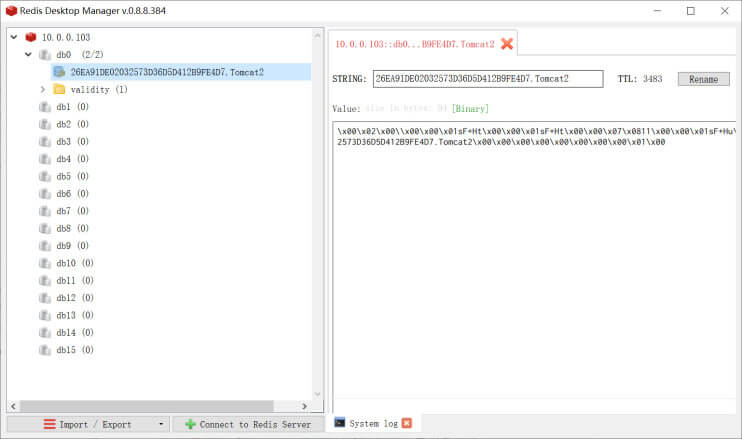 Redis Desktop Manager v.0.8.8.384
10.0.0.103
db0 (2/2)
26EA91DE02032573D36D5D412B9FE4D7.Tomcat2
validity (1)
db1 (0)
db2 (0)
db3 (0)
db4 (0)
db5 (0)
db6 (0)
db7 (0)
db8 (0)
db9 (0)
db10 (0)
db11 (0)
db12 (0)
db13 (0)
db14 (0)
db15 (0)
Import / Export
Connect to Redis Server
10.0.0.103::db0...B9FE4D7.Tomcat2
STRING: 26EA91DE02032573D36D5D412B9FE4D7.Tomcat2 TTL: 3483 Rename
Value: size in bytes: 94 [Binary]
\x00\x02\x00\\x00\x00\x01sF+Ht\x00\x00\x01sF+Ht\x00\x00\x07\x0811\x00\x00\x01sF+Hu\
2573D36D5D412B9FE4D7.Tomcat2\x00\x00\x00\x00\x00\x00\x00\x00\x01\x00
System log